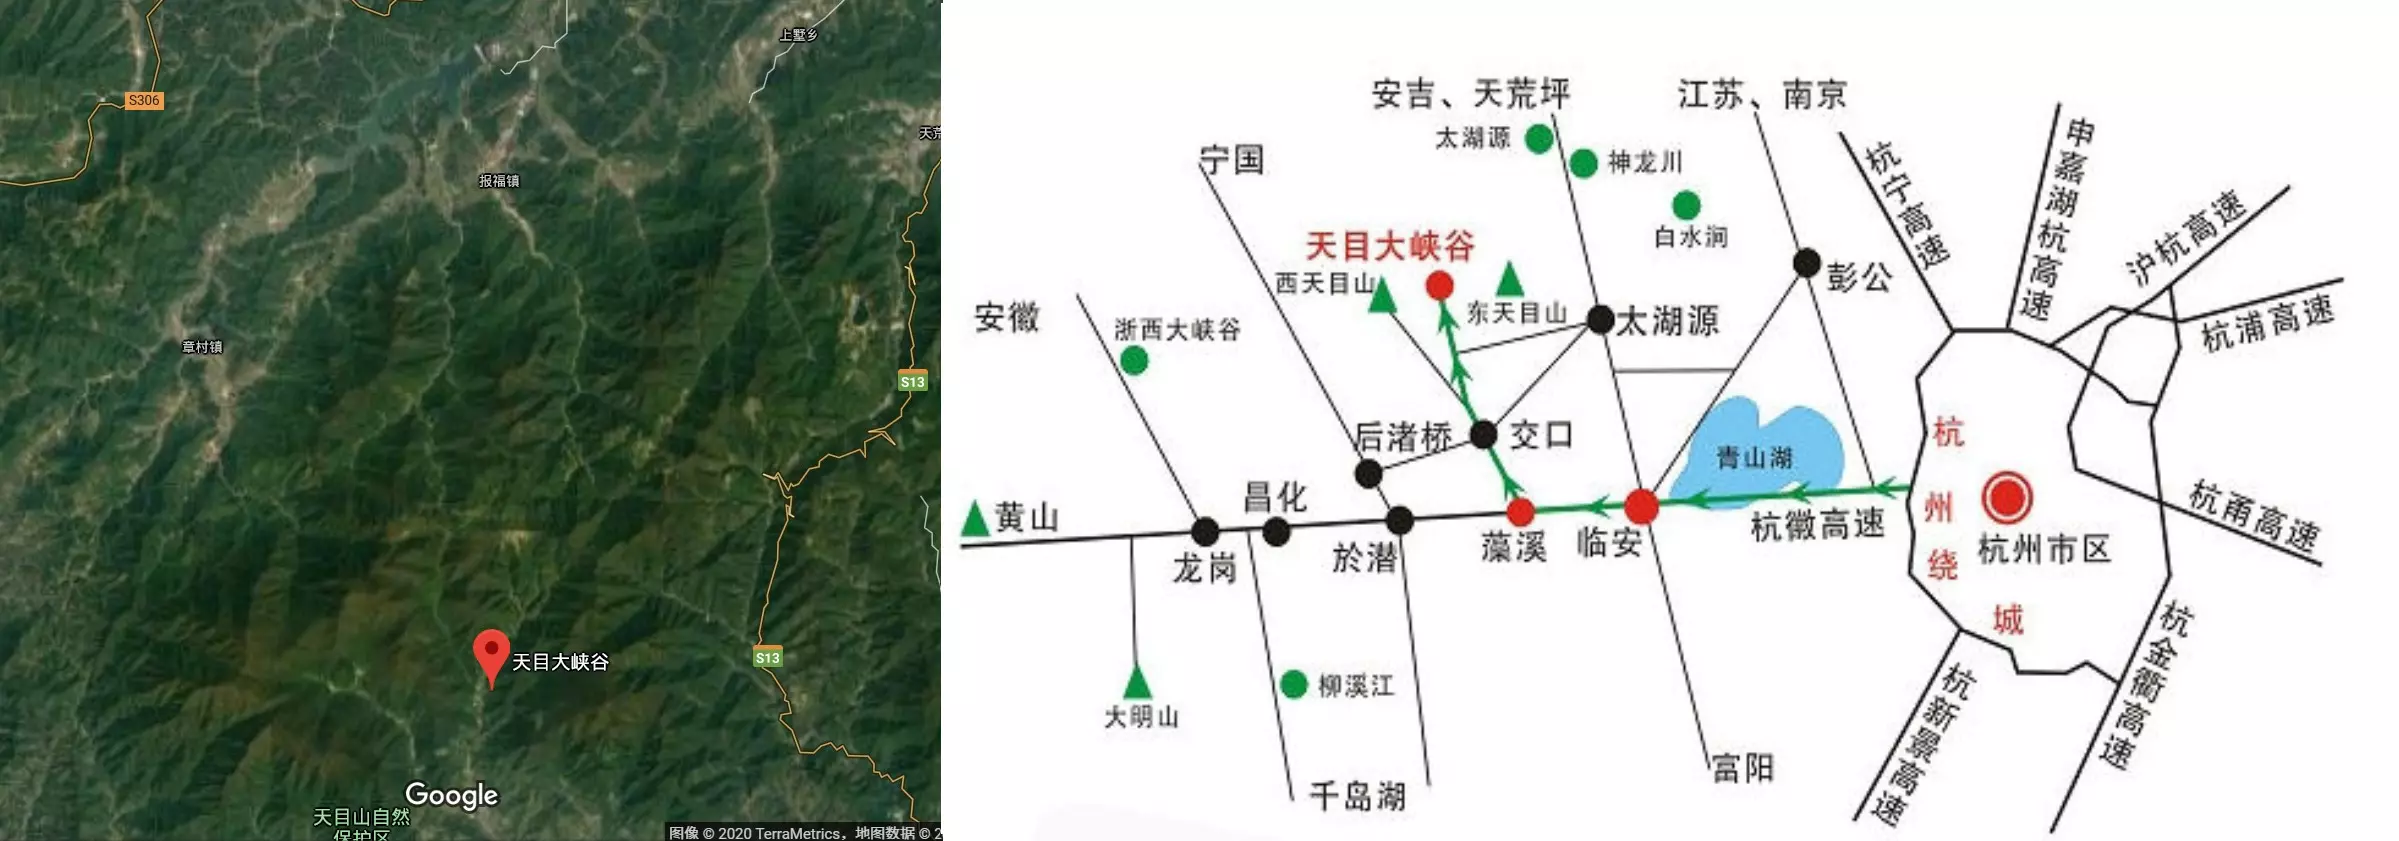 上墅乡
S306
天荒
报福镇
章村镇
S13
S13
天目大峡谷
Google
天目山自然
保护区
图像 © 2020 TerraMetrics，地图数据 © 2
安吉、天荒坪
江苏、南京
太湖源
神龙川
宁国
白水涧
天目大峡谷
西天目山
东天目山
太湖源
彭公
安徽
浙西大峡谷
杭宁高速
申嘉湖杭高速
沪杭高速
杭浦高速
后渚桥
交口
青山湖
杭州绕城
黄山
昌化
龙岗
於潜
藻溪
临安
杭徽高速
杭州市区
杭甬高速
大明山
柳溪江
千岛湖
富阳
杭新景高速
杭金衢高速